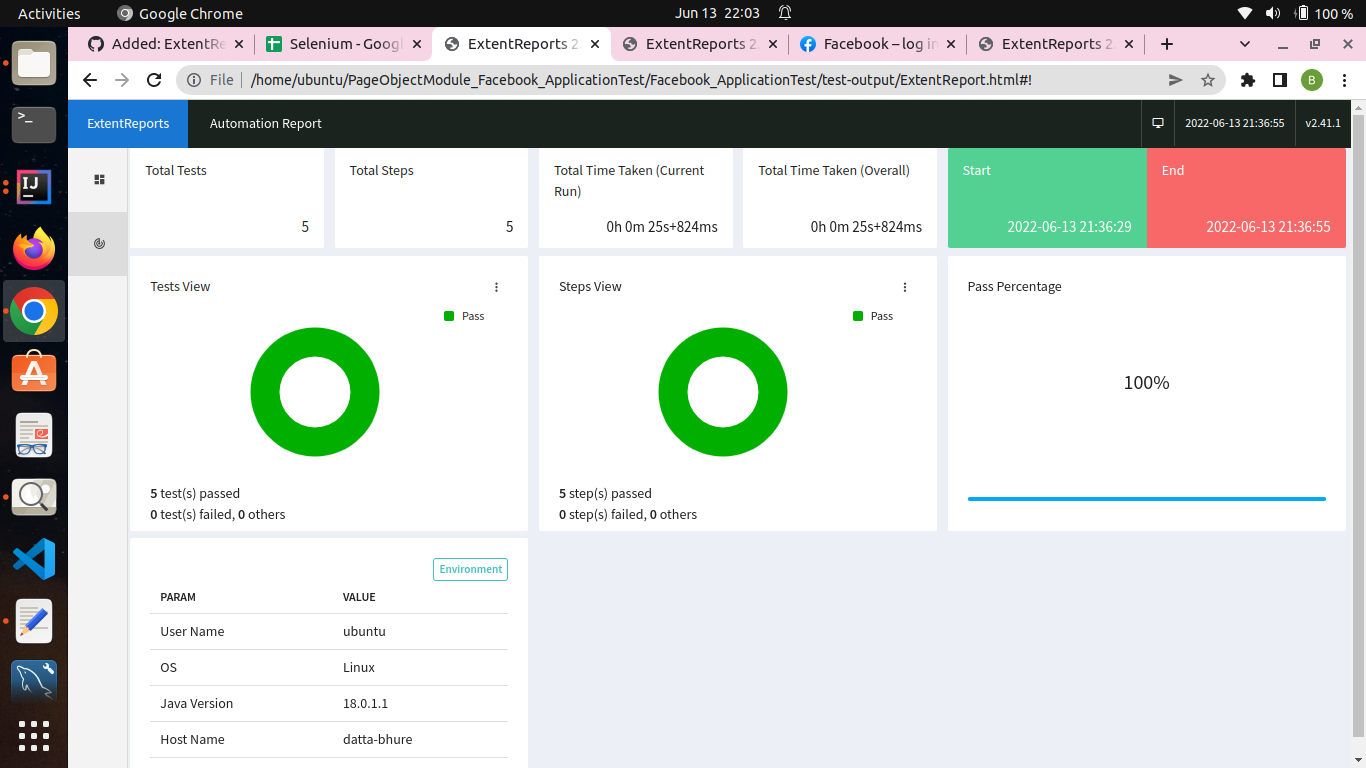 Activities
Google Chrome
Jun 13 22:03
100 %
Added: ExtentRe
Selenium - Googl
ExtentReports 2.
ExtentReports 2.
Facebook – log in
ExtentReports 2.
File
/home/ubuntu/PageObjectModule_Facebook_ApplicationTest/Facebook_ApplicationTest/test-output/ExtentReport.html#!
B
ExtentReports
Automation Report
2022-06-13 21:36:55
v2.41.1
Total Tests
5
Total Steps
5
Total Time Taken (Current
Run)
0h 0m 25s+824ms
Total Time Taken (Overall)
0h 0m 25s+824ms
Start
2022-06-13 21:36:29
End
2022-06-13 21:36:55
Tests View
Pass
5 test(s) passed
0 test(s) failed, 0 others
Steps View
Pass
5 step(s) passed
0 step(s) failed, 0 others
Pass Percentage
100%
Environment
PARAM VALUE
User Name ubuntu
OS Linux
Java Version 18.0.1.1
Host Name datta-bhure
>_
IJ